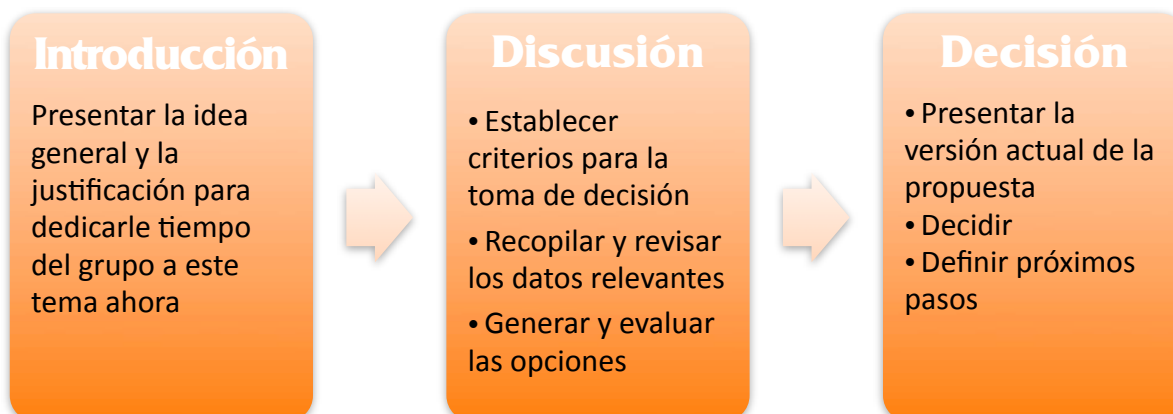 Introducción
Presentar la idea
general y la
justificación para
dedicarle tiempo
del grupo a este
tema ahora
Discusión
• Establecer
criterios para la
toma de decisión
• Recopilar y revisar
los datos relevantes
• Generar y evaluar
las opciones
Decisión
• Presentar la
versión actual de la
propuesta
• Decidir
• Definir próximos
pasos